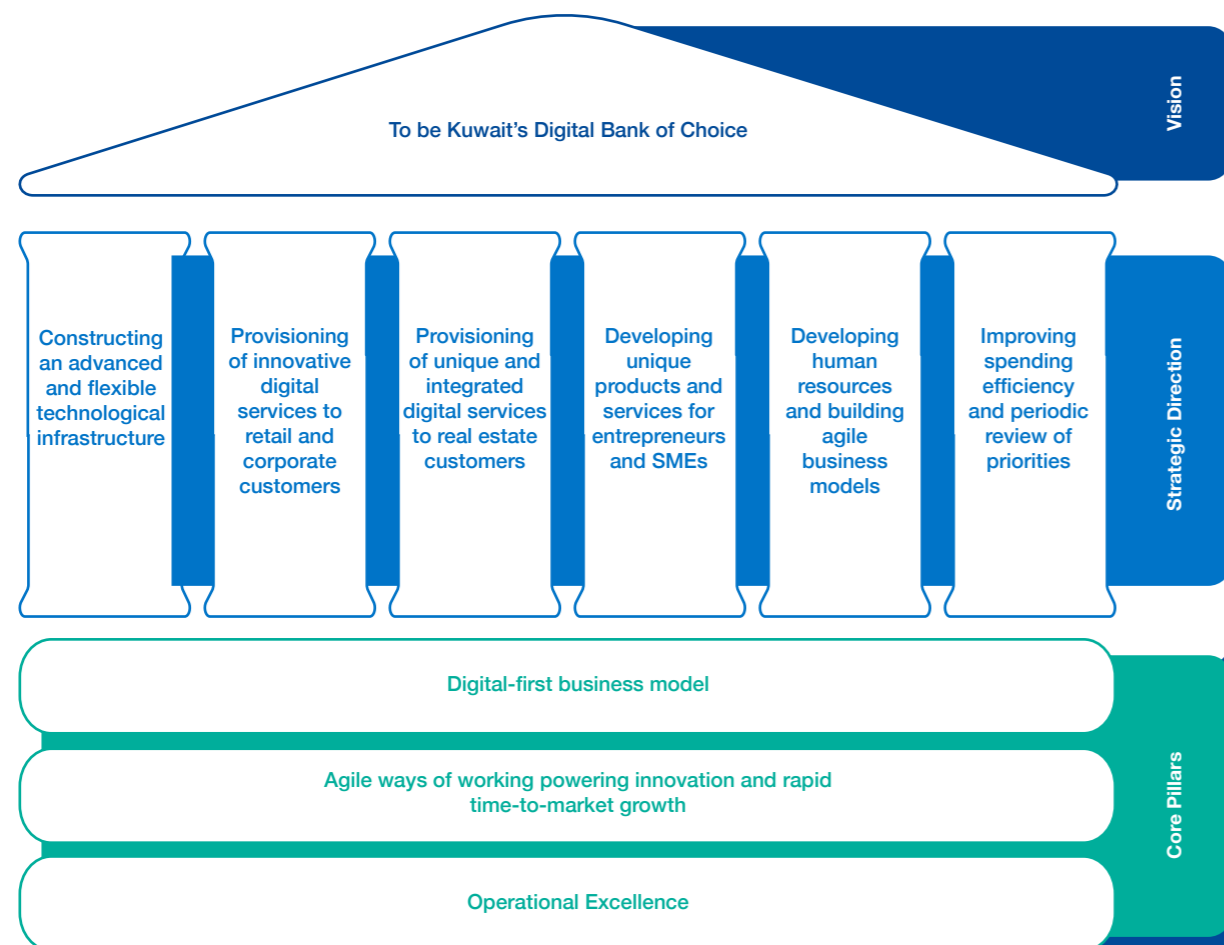 To be Kuwait's Digital Bank of Choice
Vision
Constructing
an advanced
and flexible
technological
infrastructure
Provisioning
of innovative
digital
services to
retail and
corporate
customers
Provisioning
of unique and
integrated
digital services
to real estate
customers
Developing
unique
products and
services for
entrepreneurs
and SMEs
Developing
human
resources
and building
agile
business
models
Improving
spending
efficiency
and periodic
review of
priorities
Strategic Direction
Digital-first business model
Agile ways of working powering innovation and rapid
time-to-market growth
Operational Excellence
Core Pillars